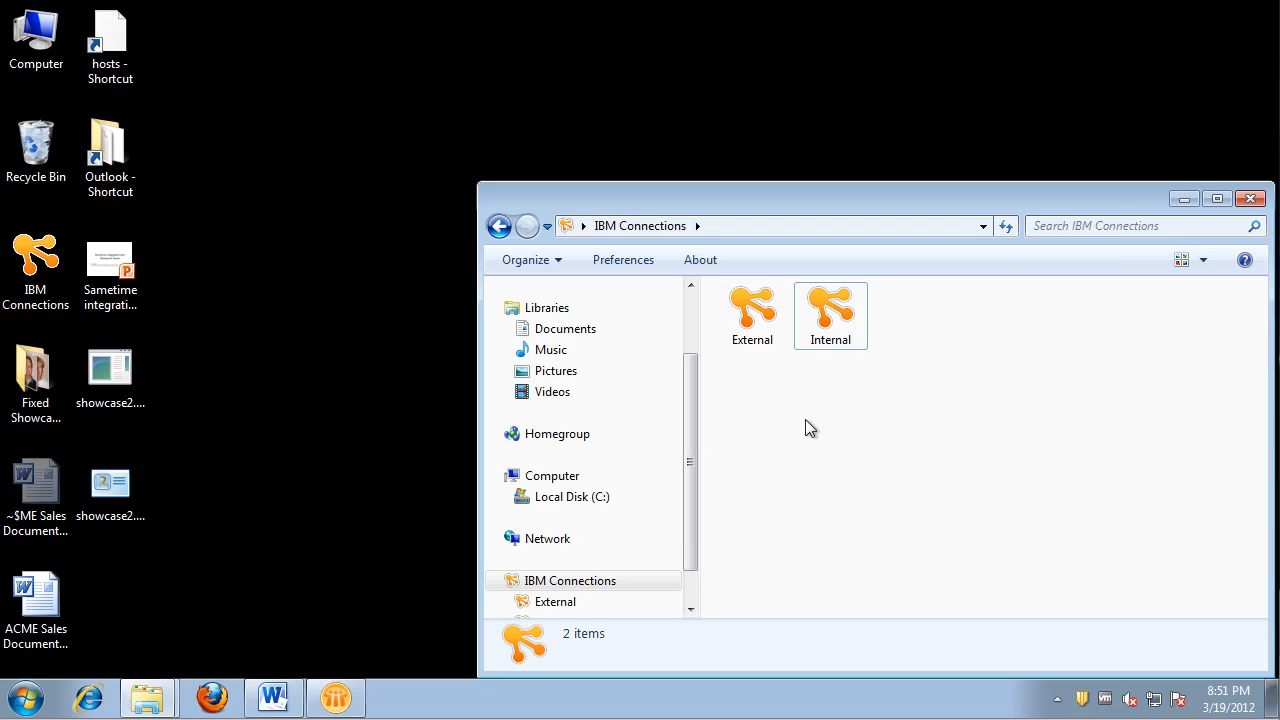 Computer
hosts -
Shortcut
Recycle Bin
Outlook -
Shortcut
IBM
Connections
Sametime
integrati...
Fixed
Showca...
showcase2....
~$ME Sales
Document...
showcase2....
ACME Sales
Document...
IBM Connections
Search IBM Connections
Organize
Preferences
About
Libraries
Documents
Music
Pictures
Videos
Homegroup
Computer
Local Disk (C:)
Network
IBM Connections
External
External
Internal
2 items
8:51 PM
3/19/2012